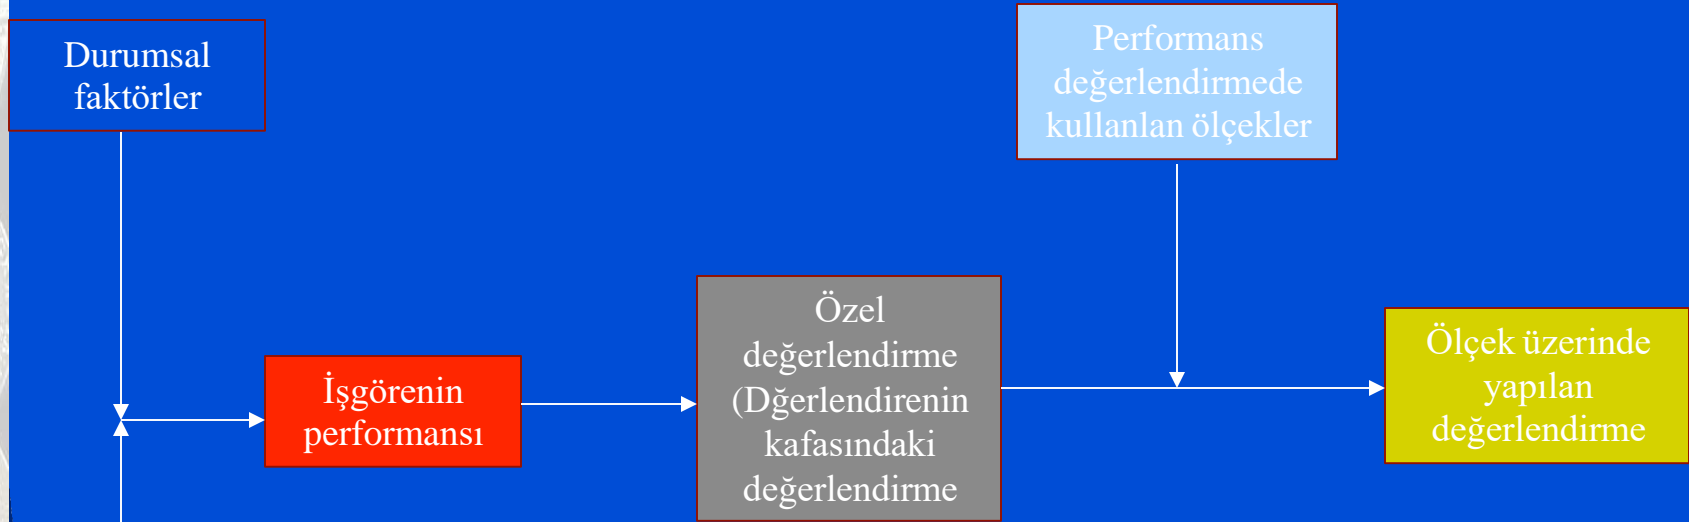 Durumsal
faktörler
Performans
değerlendirmede
kullanlan ölçekler
İşgörenin
performansı
Özel
değerlendirme
(Dğerlendirenin
kafasındaki
değerlendirme
Ölçek üzerinde
yapılan
değerlendirme